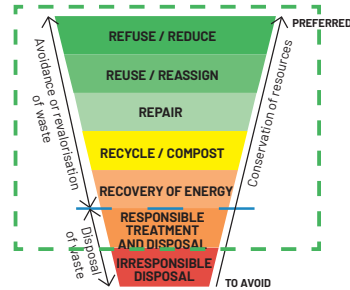 PREFERRED
REFUSE / REDUCE
REUSE / REASSIGN
REPAIR
RECYCLE / COMPOST
RECOVERY OF ENERGY
RESPONSIBLE
TREATMENT
AND DISPOSAL
IRRESPONSIBLE
DISPOSAL
TO AVOID
Avoidance or revalorisation
of waste
Disposal
of waste
Conservation of resources